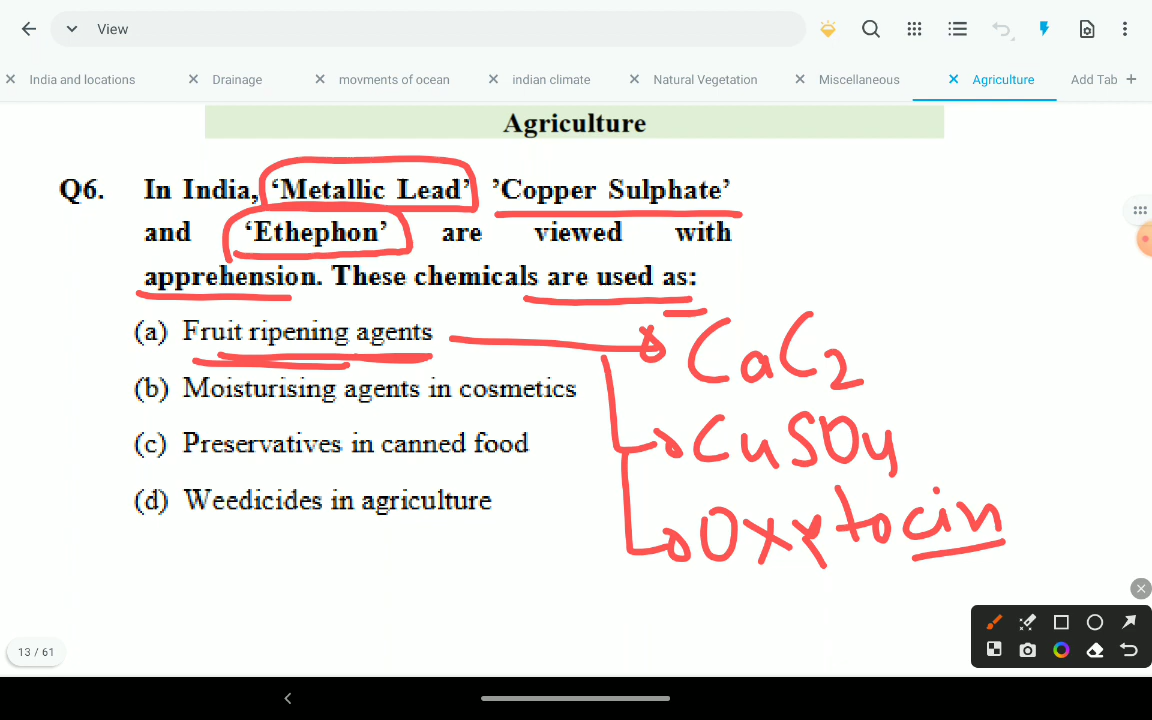 View
India and locations
Drainage
movments of ocean
indian climate
Natural Vegetation
Miscellaneous
Agriculture
Add Tab +
Agriculture
Q6. In India, ‘Metallic Lead’ ’Copper Sulphate’
and ‘Ethephon’ are viewed with
apprehension. These chemicals are used as:
(a) Fruit ripening agents
CaC2
(b) Moisturising agents in cosmetics
(c) Preservatives in canned food
CuSO4
(d) Weedicides in agriculture
Oxytocin
13 / 61